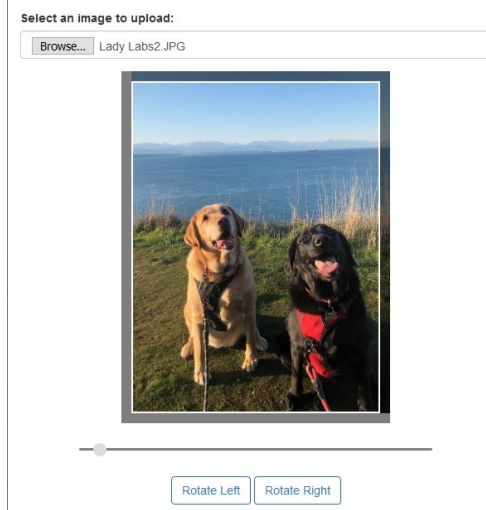 Select an image to upload:
Browse... Lady Labs2.JPG
Rotate Left Rotate Right